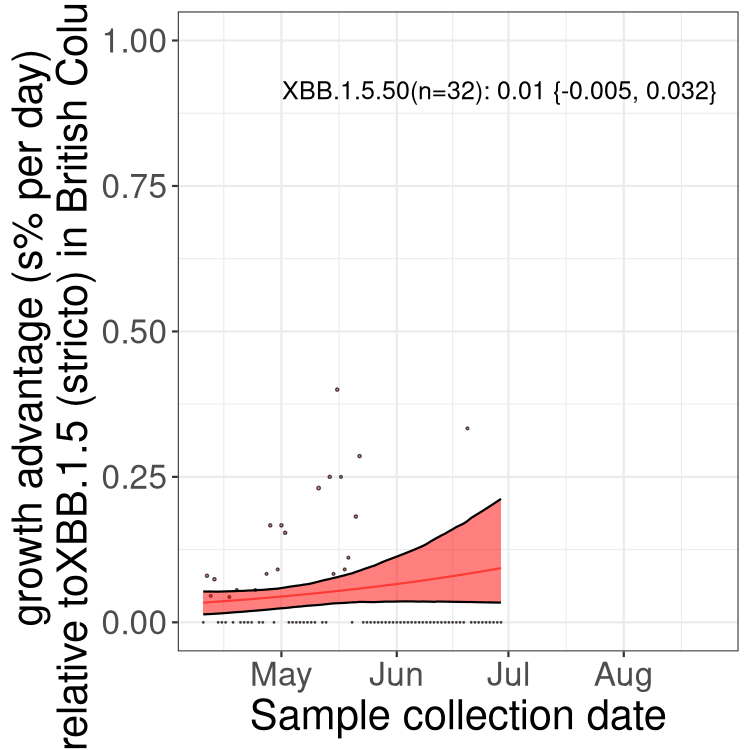 growth advantage (s% per day)
relative toXBB.1.5 (stricto) in British Colu
1.00
0.75
0.50
0.25
0.00
XBB.1.5.50(n=32): 0.01 {-0.005, 0.032}
May
Jun
Jul
Aug
Sample collection date